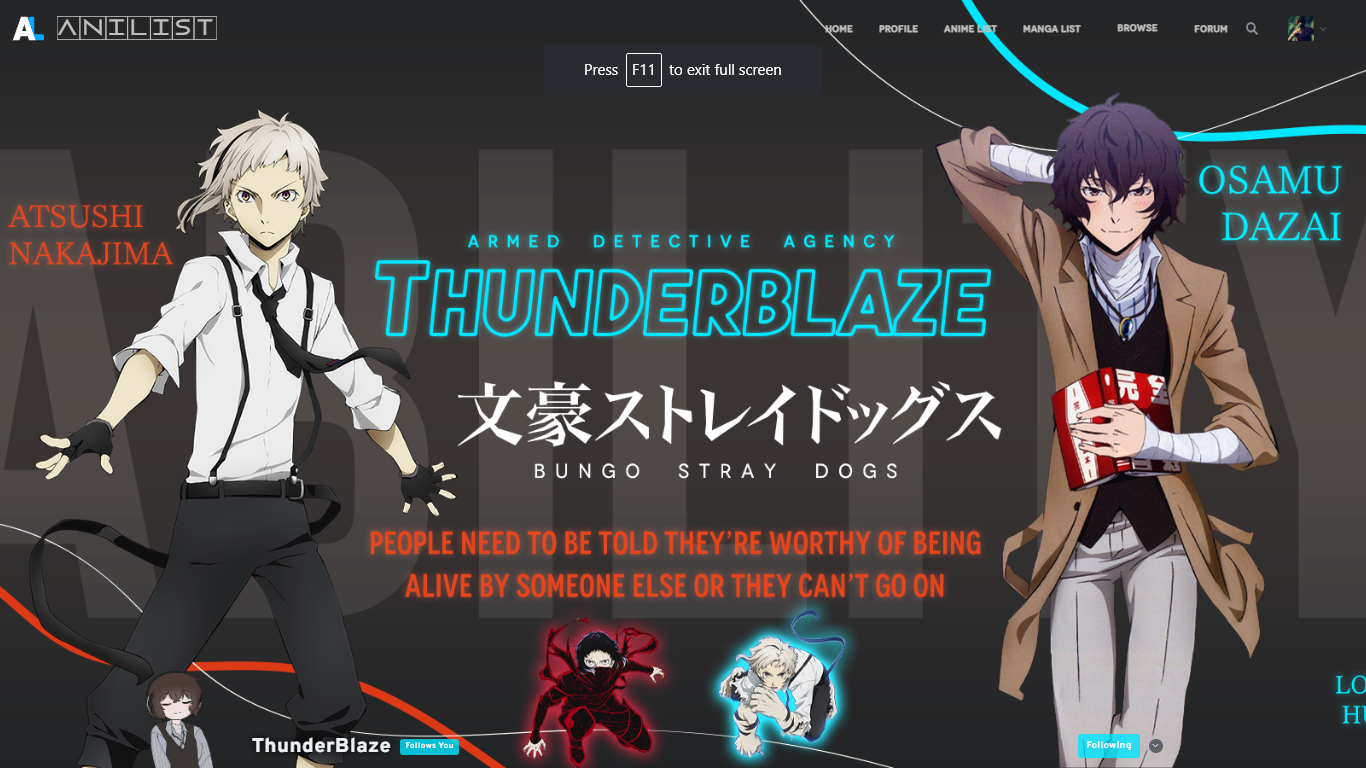 AL ANILIST
HOME PROFILE ANIME LIST MANGA LIST BROWSE FORUM
Press F11 to exit full screen
ABILITY
ATSUSHI
NAKAJIMA
OSAMU
DAZAI
ARMED DETECTIVE AGENCY
THUNDERBLAZE
文豪ストレイドッグス
BUNGO STRAY DOGS
完全
PEOPLE NEED TO BE TOLD THEY'RE WORTHY OF BEING
ALIVE BY SOMEONE ELSE OR THEY CAN'T GO ON
LO
HU
ThunderBlaze Follows You
Following